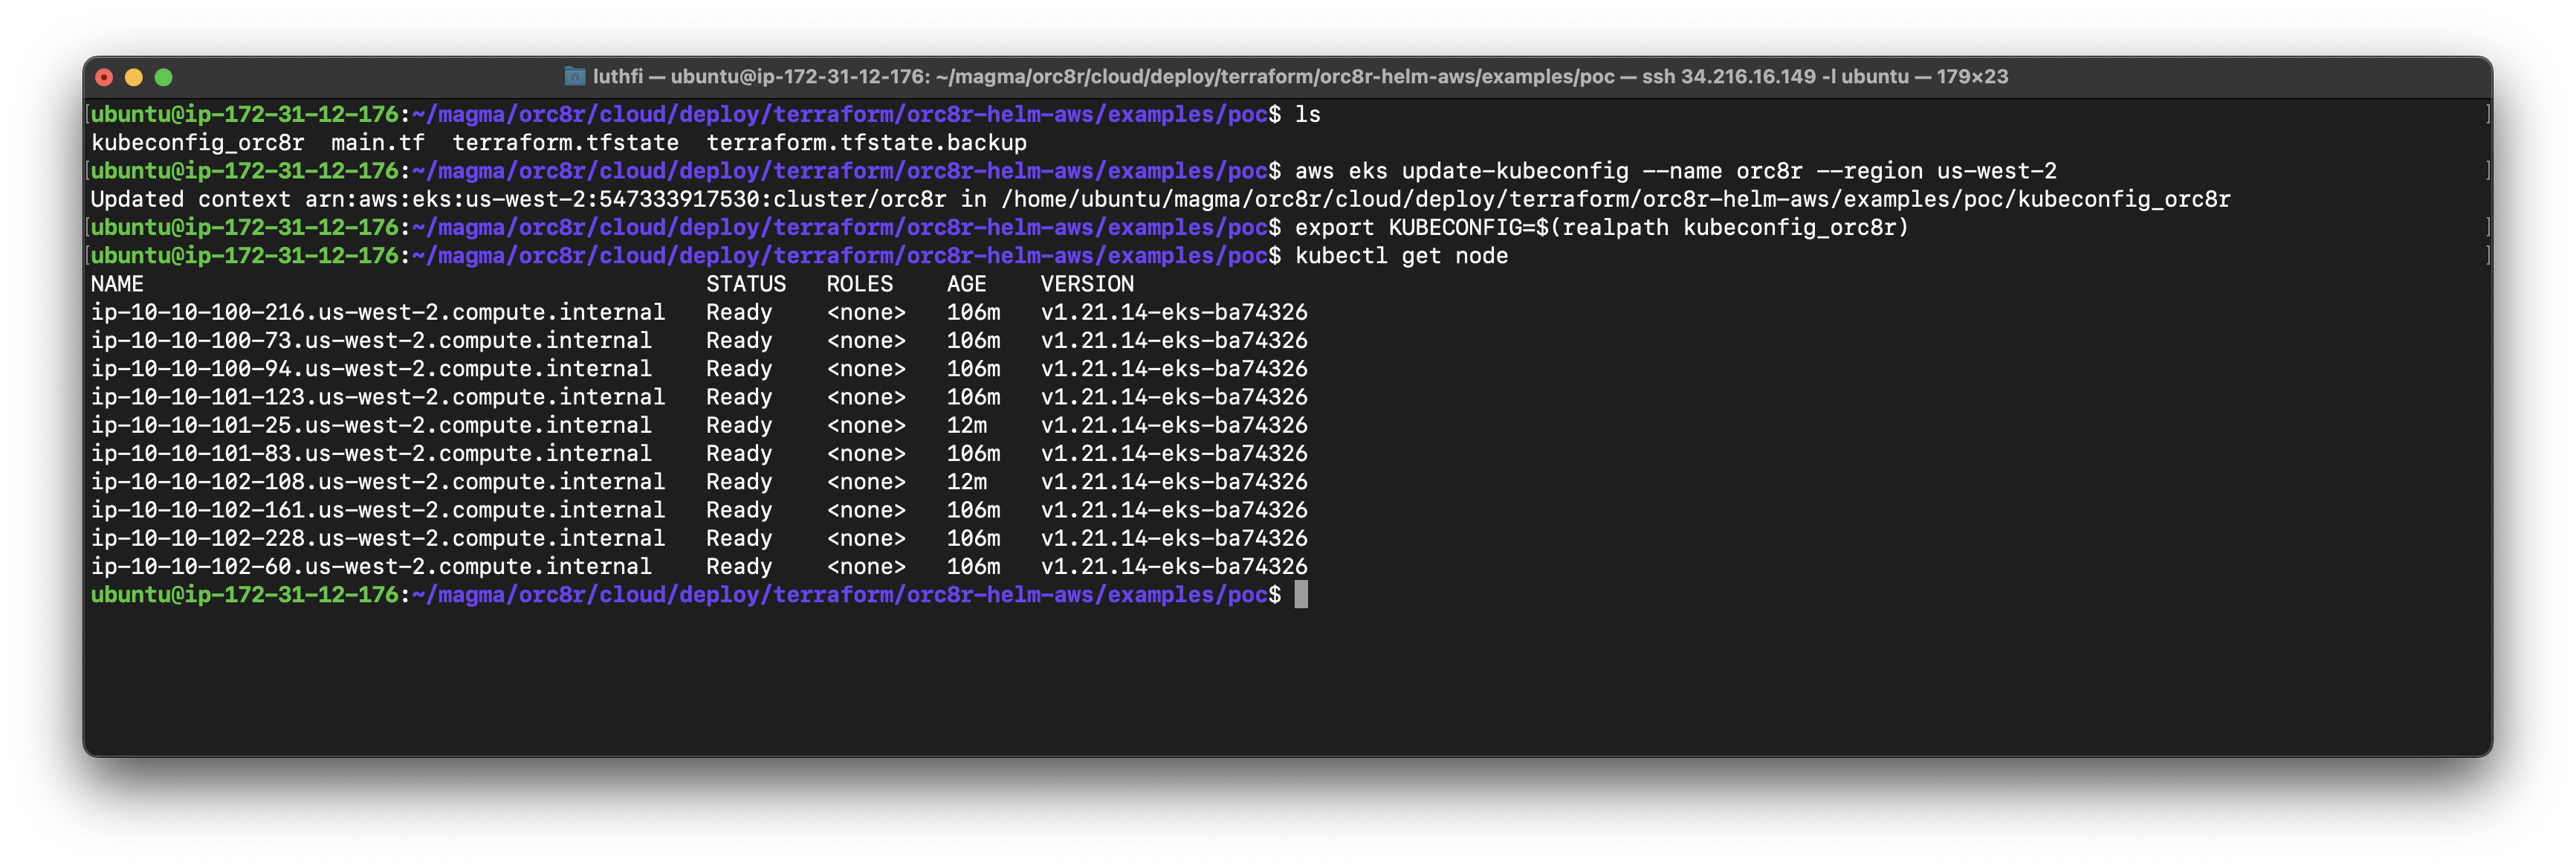 luthfi — ubuntu@ip-172-31-12-176: ~/magma/orc8r/cloud/deploy/terraform/orc8r-helm-aws/examples/poc — ssh 34.216.16.149 -l ubuntu — 179×23
[ubuntu@ip-172-31-12-176:~/magma/orc8r/cloud/deploy/terraform/orc8r-helm-aws/examples/poc$ ls ]
kubeconfig_orc8r  main.tf  terraform.tfstate  terraform.tfstate.backup
[ubuntu@ip-172-31-12-176:~/magma/orc8r/cloud/deploy/terraform/orc8r-helm-aws/examples/poc$ aws eks update-kubeconfig --name orc8r --region us-west-2 ]
Updated context arn:aws:eks:us-west-2:547333917530:cluster/orc8r in /home/ubuntu/magma/orc8r/cloud/deploy/terraform/orc8r-helm-aws/examples/poc/kubeconfig_orc8r
[ubuntu@ip-172-31-12-176:~/magma/orc8r/cloud/deploy/terraform/orc8r-helm-aws/examples/poc$ export KUBECONFIG=$(realpath kubeconfig_orc8r) ]
[ubuntu@ip-172-31-12-176:~/magma/orc8r/cloud/deploy/terraform/orc8r-helm-aws/examples/poc$ kubectl get node ]
NAME                                          STATUS   ROLES    AGE    VERSION
ip-10-10-100-216.us-west-2.compute.internal   Ready    <none>   106m   v1.21.14-eks-ba74326
ip-10-10-100-73.us-west-2.compute.internal    Ready    <none>   106m   v1.21.14-eks-ba74326
ip-10-10-100-94.us-west-2.compute.internal    Ready    <none>   106m   v1.21.14-eks-ba74326
ip-10-10-101-123.us-west-2.compute.internal   Ready    <none>   106m   v1.21.14-eks-ba74326
ip-10-10-101-25.us-west-2.compute.internal    Ready    <none>   12m    v1.21.14-eks-ba74326
ip-10-10-101-83.us-west-2.compute.internal    Ready    <none>   106m   v1.21.14-eks-ba74326
ip-10-10-102-108.us-west-2.compute.internal   Ready    <none>   12m    v1.21.14-eks-ba74326
ip-10-10-102-161.us-west-2.compute.internal   Ready    <none>   106m   v1.21.14-eks-ba74326
ip-10-10-102-228.us-west-2.compute.internal   Ready    <none>   106m   v1.21.14-eks-ba74326
ip-10-10-102-60.us-west-2.compute.internal    Ready    <none>   106m   v1.21.14-eks-ba74326
ubuntu@ip-172-31-12-176:~/magma/orc8r/cloud/deploy/terraform/orc8r-helm-aws/examples/poc$